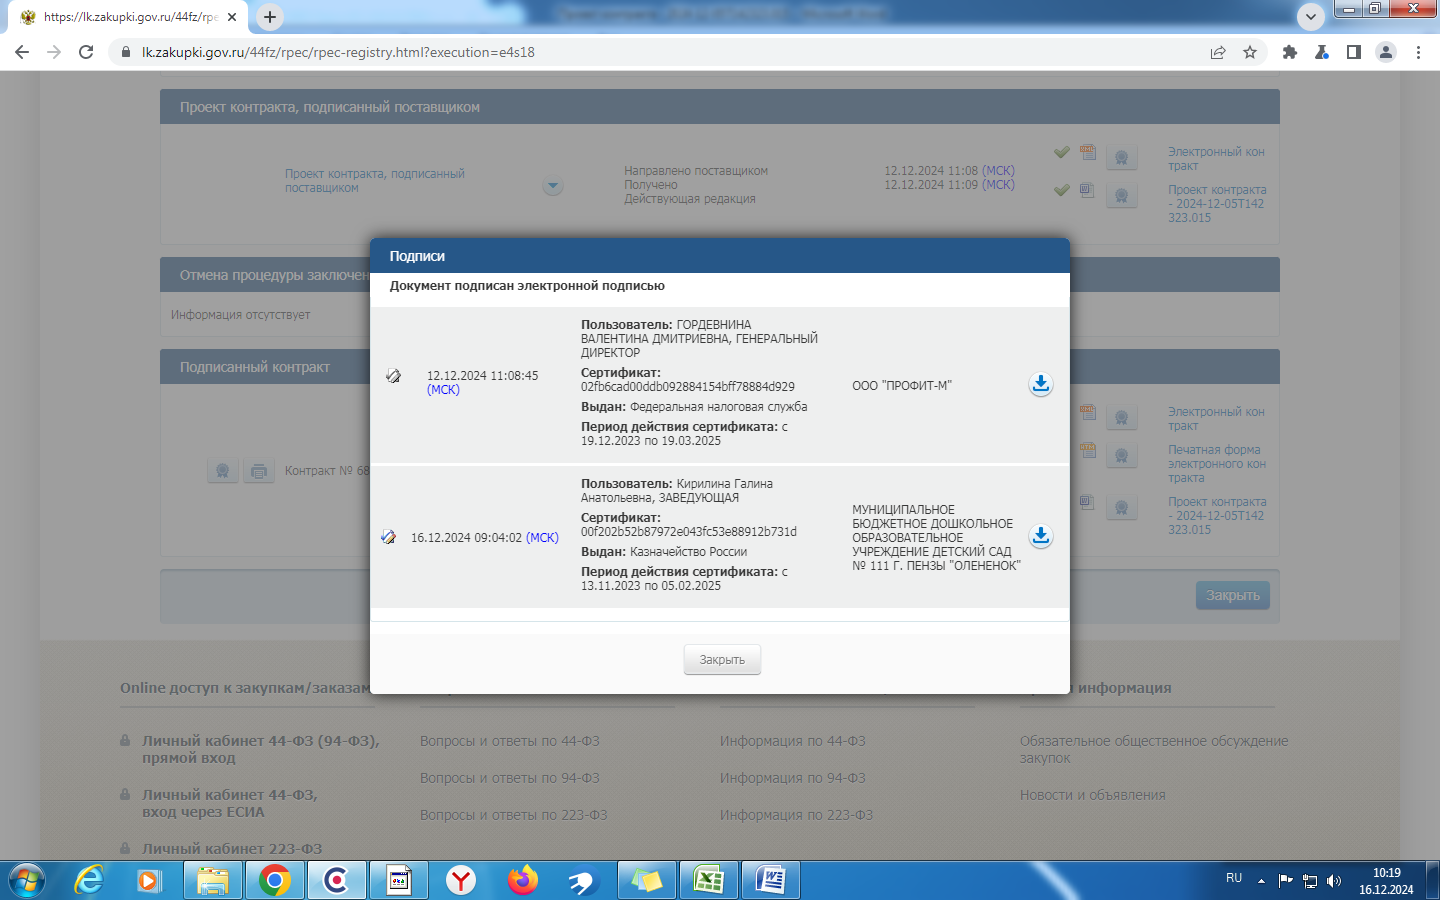 https://lk.zakupki.gov.ru/44fz/rpe
lk.zakupki.gov.ru/44fz/rpec/rpec-registry.html?execution=e4s18
Проект контракта, подписанный поставщиком
Проект контракта, подписанный
поставщиком
Направлено поставщиком
Получено
Действующая редакция
12.12.2024 11:08 (МСК)
12.12.2024 11:09 (МСК)
Электронный кон
тракт
Проект контракта
- 2024-12-05T142
323.015
Подписи
Документ подписан электронной подписью
Отмена процедуры заключен
Информация отсутствует
12.12.2024 11:08:45
(МСК)
Пользователь: ГОРДЕВНИНА
ВАЛЕНТИНА ДМИТРИЕВНА, ГЕНЕРАЛЬНЫЙ
ДИРЕКТОР
Сертификат:
02fb6cad00ddb092884154bff78884d929
Выдан: Федеральная налоговая служба
Период действия сертификата: с
19.12.2023 по 19.03.2025
ООО "ПРОФИТ-М"
Подписанный контракт
Контракт № 68
Электронный кон
тракт
Печатная форма
электронного кон
тракта
Проект контракта
- 2024-12-05T142
323.015
16.12.2024 09:04:02 (МСК)
Пользователь: Кирилина Галина
Анатольевна, ЗАВЕДУЮЩАЯ
Сертификат:
00f202b52b87972e043fc53e88912b731d
Выдан: Казначейство России
Период действия сертификата: с
13.11.2023 по 05.02.2025
МУНИЦИПАЛЬНОЕ
БЮДЖЕТНОЕ ДОШКОЛЬНОЕ
ОБРАЗОВАТЕЛЬНОЕ
УЧРЕЖДЕНИЕ ДЕТСКИЙ САД
№ 111 Г. ПЕНЗЫ "ОЛЕНЕНОК"
Закрыть
Закрыть
Online доступ к закупкам/заказам
информация
Личный кабинет 44-ФЗ (94-ФЗ),
прямой вход
Личный кабинет 44-ФЗ,
вход через ЕСИА
Личный кабинет 223-ФЗ
Вопросы и ответы по 44-ФЗ
Вопросы и ответы по 94-ФЗ
Вопросы и ответы по 223-ФЗ
Информация по 44-ФЗ
Информация по 94-ФЗ
Информация по 223-ФЗ
Обязательное общественное обсуждение
закупок
Новости и объявления
RU
10:19
16.12.2024